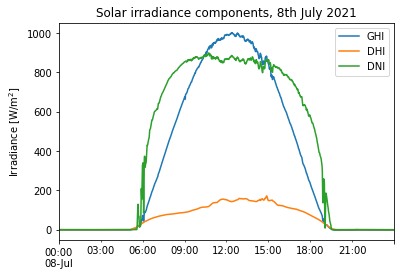 Solar irradiance components, 8th July 2021
1000
800
600
400
200
0
Irradiance [W/m²]
GHI
DHI
DNI
00:00
03:00
06:00
09:00
12:00
15:00
18:00
21:00
08-Jul